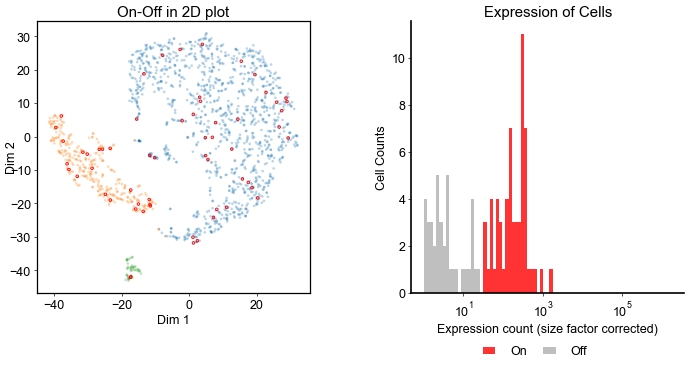 On-Off in 2D plot
30
20
10
0
−10
−20
−30
−40
Dim 2
−40 −20 0 20
Dim 1
Expression of Cells
10
8
6
4
2
0
Cell Counts
10^1 10^3 10^5
Expression count (size factor corrected)
On Off